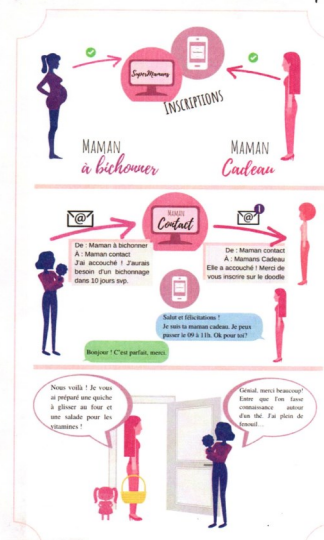 SuperMamans
INSCRIPTIONS
MAMAN
à bichonner
MAMAN
Cadeau
MAMAN
Contact
De : Maman à bichonner
À : Maman contact
J'ai accouché ! J'aurais
besoin d'un bichonnage
dans 10 jours svp.
De : Maman contact
À : Mamans Cadeau
Elle a accouché ! Merci de
vous inscrire sur le doodle
Salut et félicitations !
Je suis ta maman cadeau. Je peux
passer le 09 à 11h. Ok pour toi?
Bonjour ! C'est parfait, merci.
Nous voilà ! Je vous
ai préparé une quiche
à glisser au four et
une salade pour les
vitamines !
Génial, merci beaucoup!
Entre que l'on fasse
connaissance autour
d'un thé. J'ai plein de
fenouil…